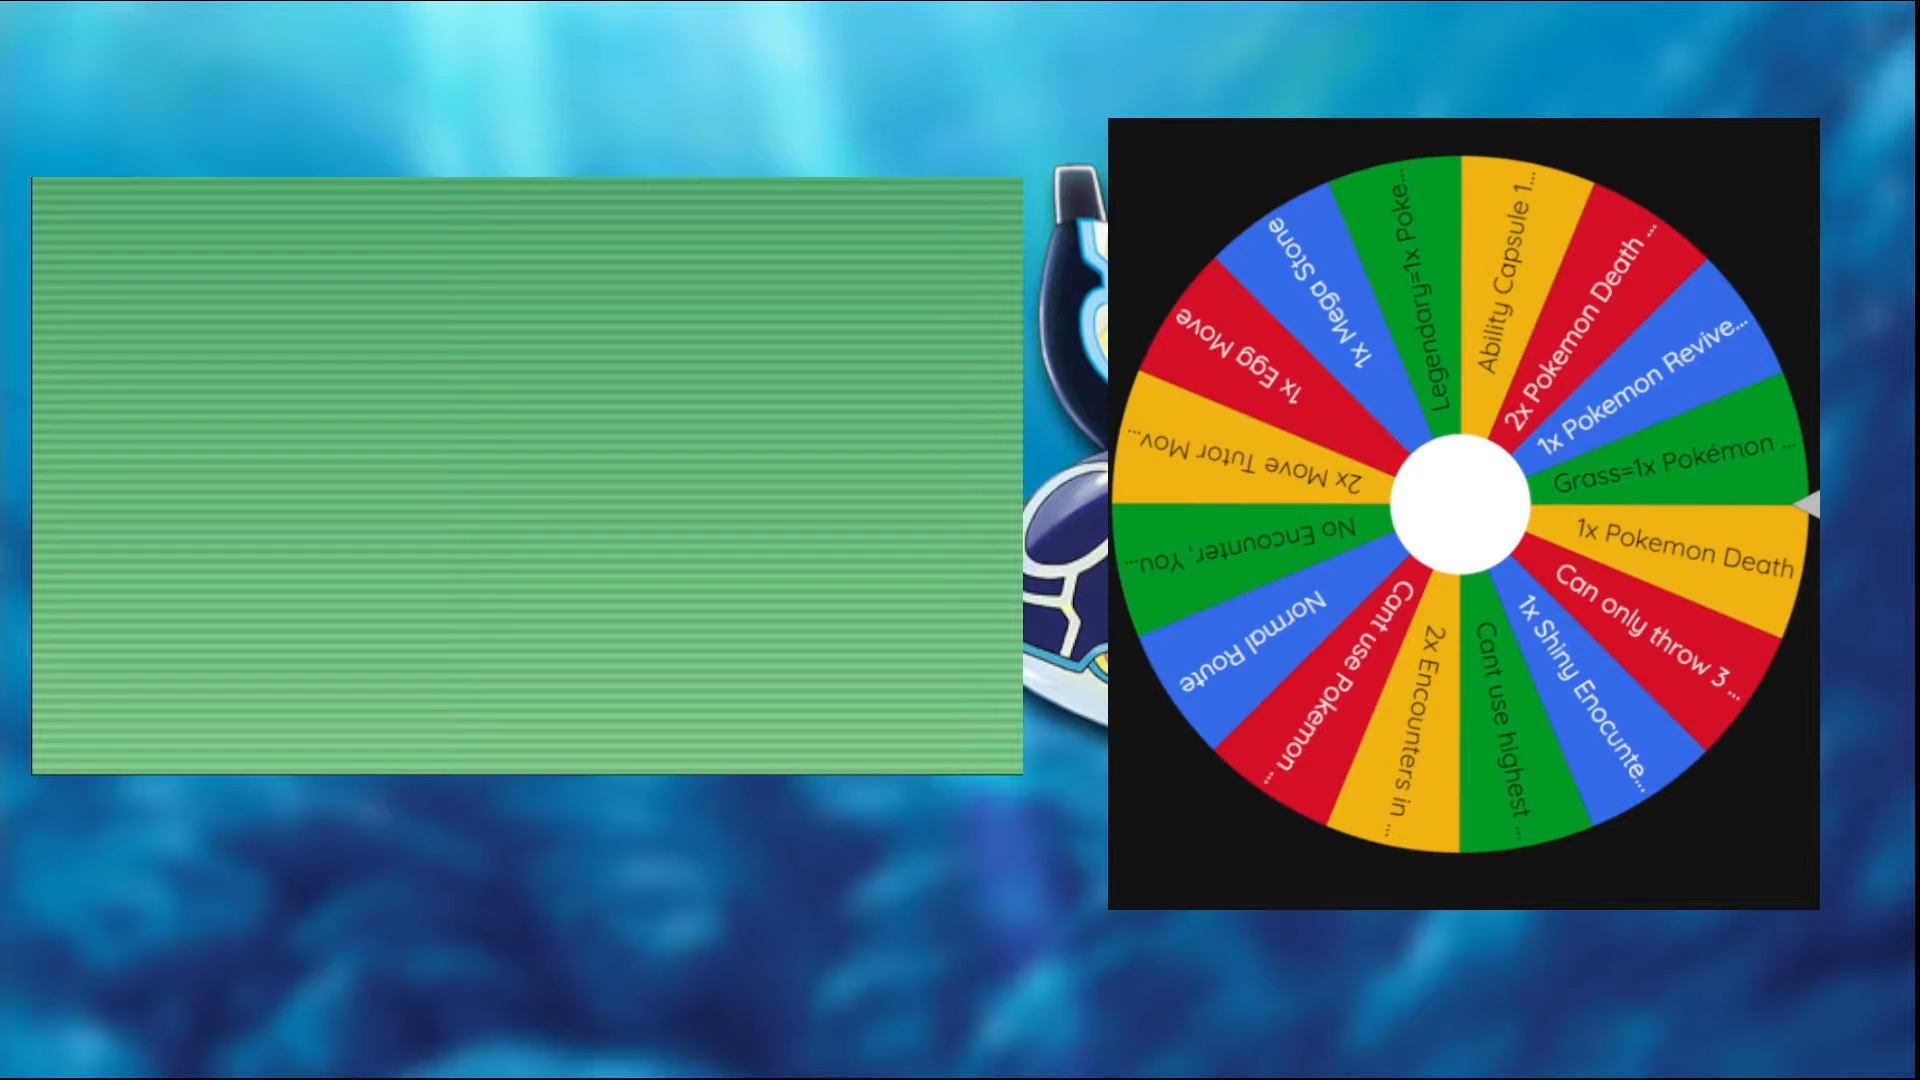 Legendary=1x Poke...
Ability Capsule 1...
2x Pokemon Death ...
1x Pokemon Revive...
Grass=1x Pokémon ...
1x Pokemon Death
Can only throw 3 ...
1x Shiny Enocunte...
Cant use highest ...
2x Encounters in ...
Cant use Pokemon ...
Normal Route
No Encounter, You...
2x Move Tutor Mov...
1x Egg Move
1x Mega Stone